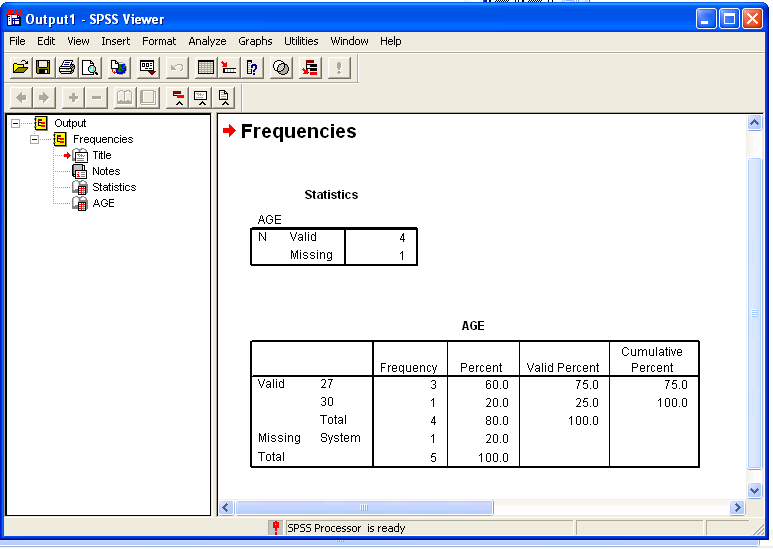 Output1 - SPSS Viewer
File Edit View Insert Format Analyze Graphs Utilities Window Help
Output
Frequencies
Title
Notes
Statistics
AGE
Frequencies
Statistics
AGE
N Valid 4
Missing 1
AGE
Frequency Percent Valid Percent Cumulative Percent
Valid 27 3 60.0 75.0 75.0
30 1 20.0 25.0 100.0
Total 4 80.0 100.0
Missing System 1 20.0
Total 5 100.0
SPSS Processor is ready